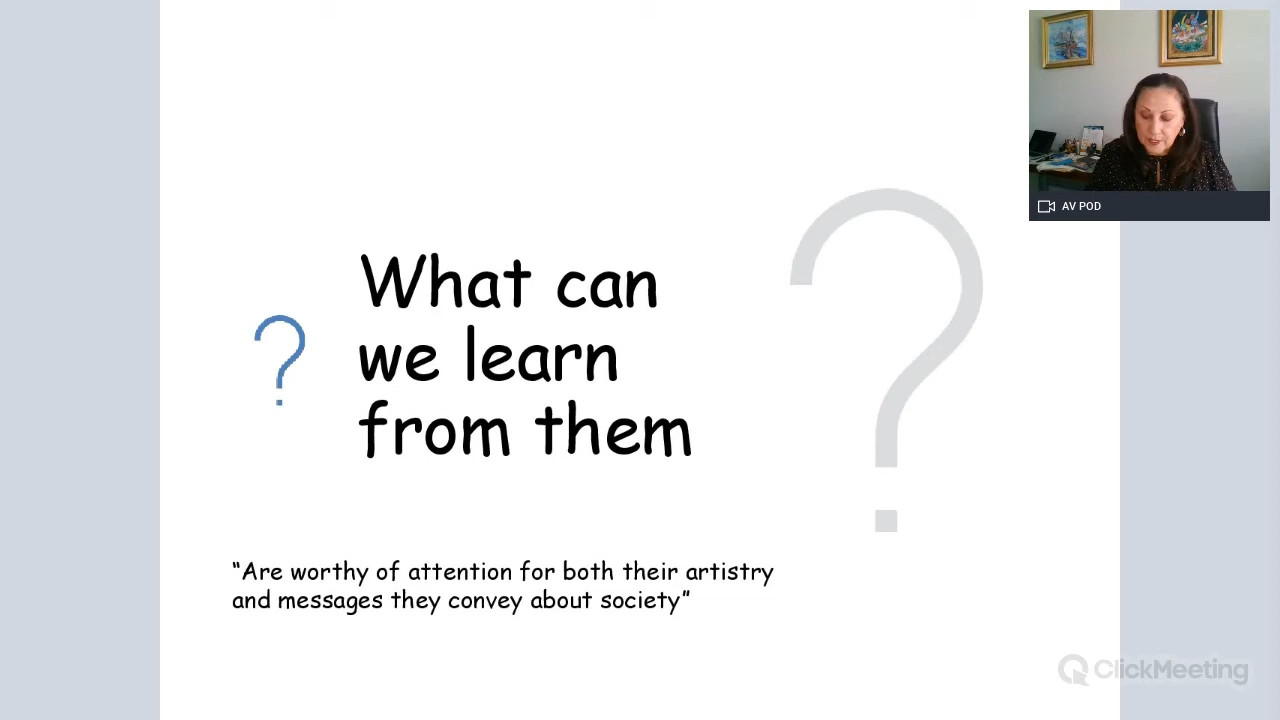 What can
we learn
from them
?
?
“Are worthy of attention for both their artistry
and messages they convey about society”
AV POD
ClickMeeting